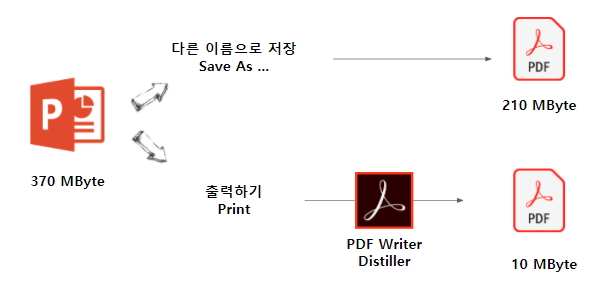 다른 이름으로 저장
Save As ...
PDF
210 MByte
P
370 MByte
출력하기
Print
PDF Writer
Distiller
PDF
10 MByte